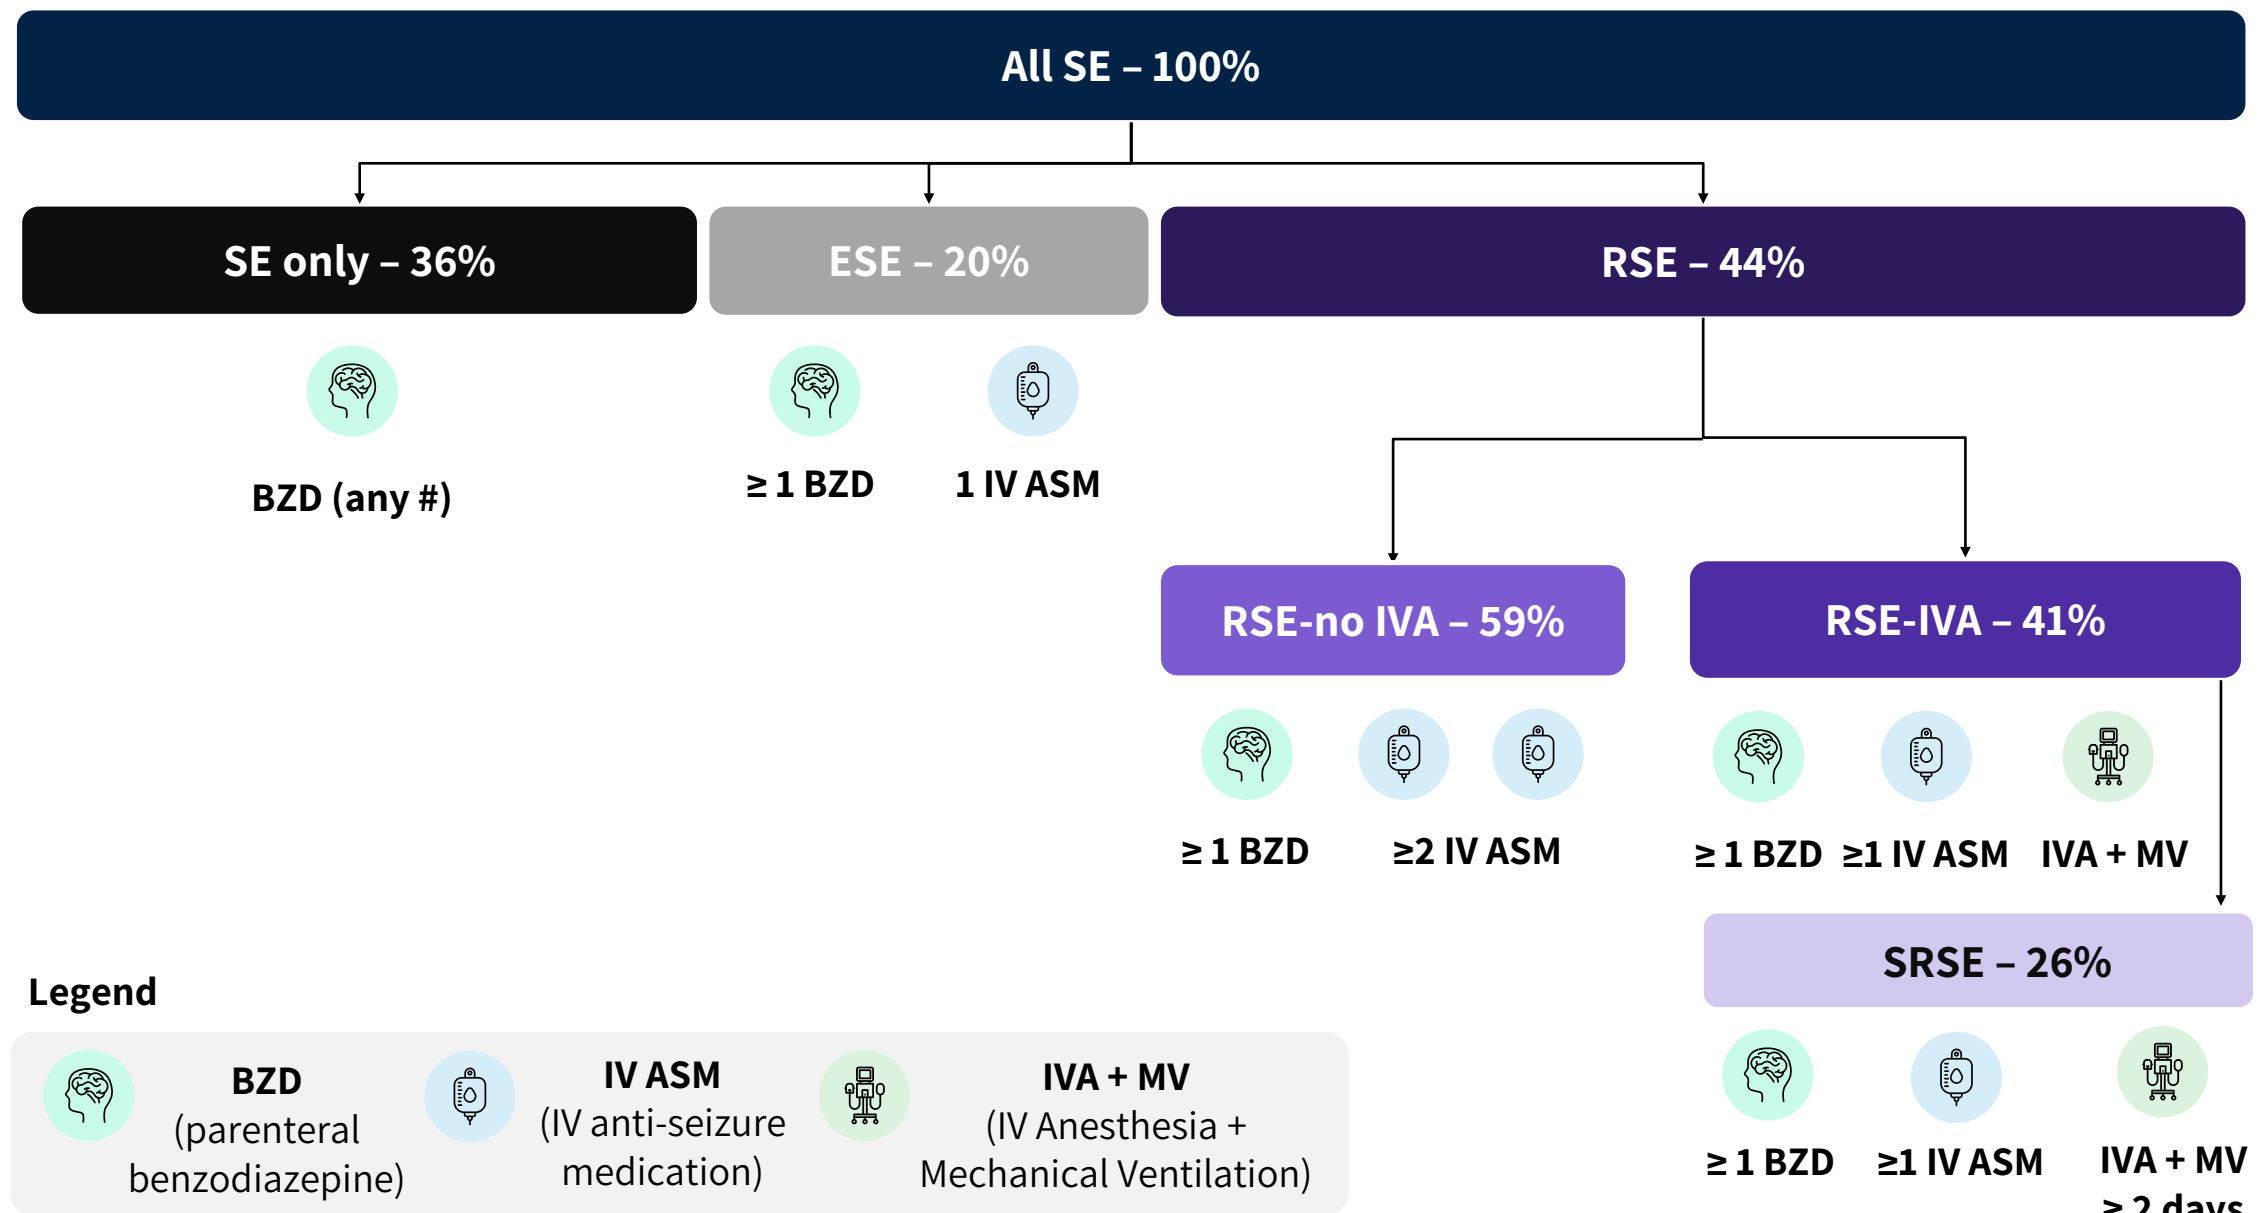 All SE – 100%
SE only – 36%
ESE – 20%
RSE – 44%
BZD (any #)
≥ 1 BZD
1 IV ASM
RSE-no IVA – 59%
RSE-IVA – 41%
≥ 1 BZD
≥2 IV ASM
≥ 1 BZD
≥1 IV ASM
IVA + MV
SRSE – 26%
≥ 1 BZD
≥1 IV ASM
IVA + MV
≥ 2 days
Legend
BZD
(parenteral
benzodiazepine)
IV ASM
(IV anti-seizure
medication)
IVA + MV
(IV Anesthesia +
Mechanical Ventilation)